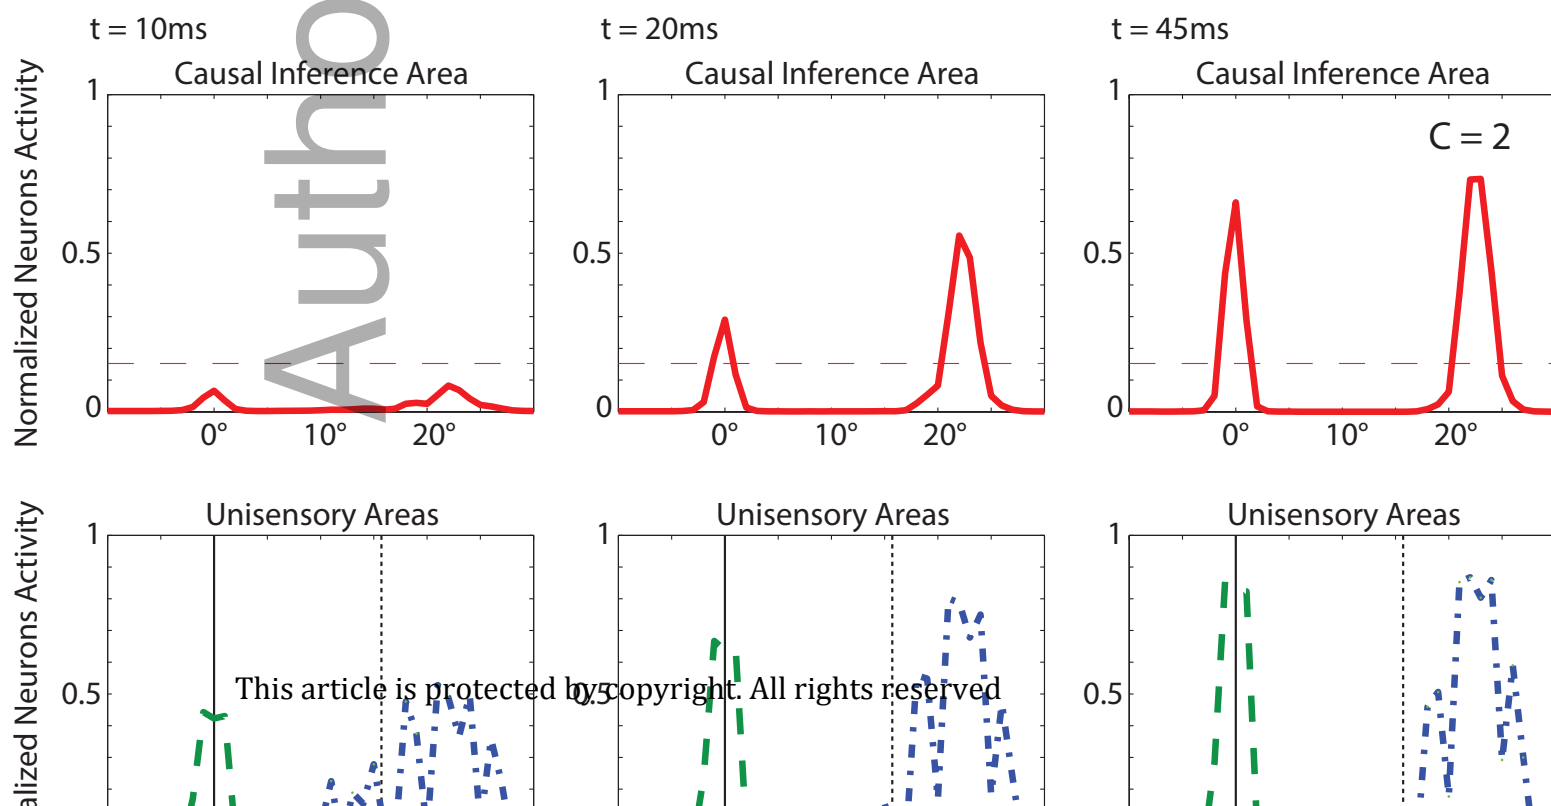 t = 10ms
t = 20ms
t = 45ms
Causal Inference Area
Causal Inference Area
Causal Inference Area
Normalized Neurons Activity
1
0.5
0
0° 10° 20°
1
0.5
0
0° 10° 20°
1
0.5
0
0° 10° 20°
C = 2
Autho
Unisensory Areas
Unisensory Areas
Unisensory Areas
alized Neurons Activity
1
0.5
1
0.5
1
0.5
This article is protected by copyright. All rights reserved